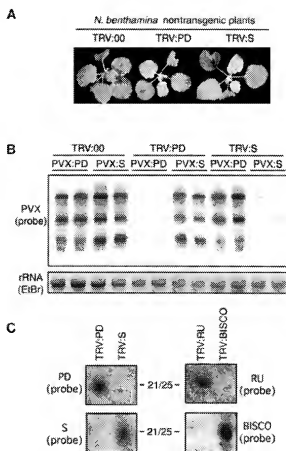 A
N. benthamina nontransgenic plants
TRV:00 TRV:PD TRV:S
B
TRV:00 TRV:PD TRV:S
PVX:PD PVX:S PVX:PD PVX:S PVX:PD PVX:S
PVX
(probe)
rRNA
(EtBr)
C
TRV:PD TRV:S TRV:RU TRV:BISCO
PD
(probe)
- 21/25 -
RU
(probe)
S
(probe)
- 21/25 -
BISCO
(probe)